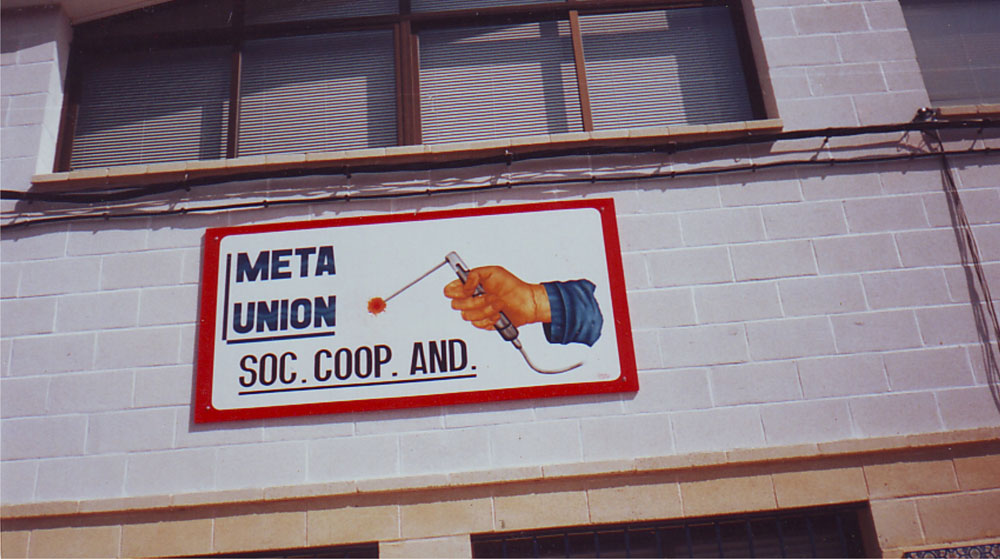 META
UNION
SOC. COOP. AND.